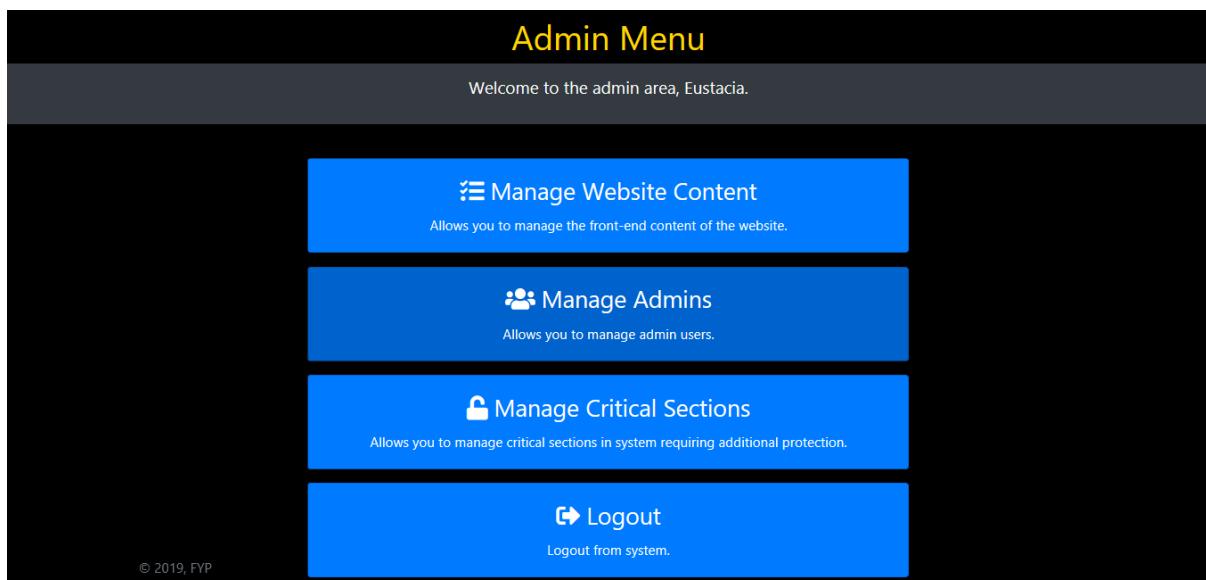 Admin Menu
Welcome to the admin area, Eustacia.
Manage Website Content
Allows you to manage the front-end content of the website.
Manage Admins
Allows you to manage admin users.
Manage Critical Sections
Allows you to manage critical sections in system requiring additional protection.
Logout
Logout from system.
© 2019, FYP